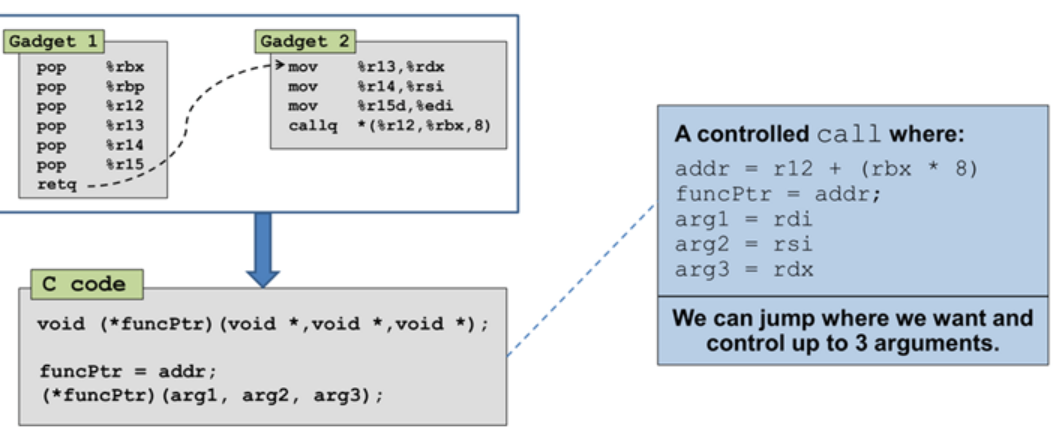 Gadget 1
pop %rbx
pop %rbp
pop %r12
pop %r13
pop %r14
pop %r15
retq
Gadget 2
mov %r13,%rdx
mov %r14,%rsi
mov %r15d,%edi
callq *(%r12,%rbx,8)
C code
void (*funcPtr)(void *,void *,void *);
funcPtr = addr;
(*funcPtr)(arg1, arg2, arg3);
A controlled call where:
addr = r12 + (rbx * 8)
funcPtr = addr;
arg1 = rdi
arg2 = rsi
arg3 = rdx
We can jump where we want and
control up to 3 arguments.